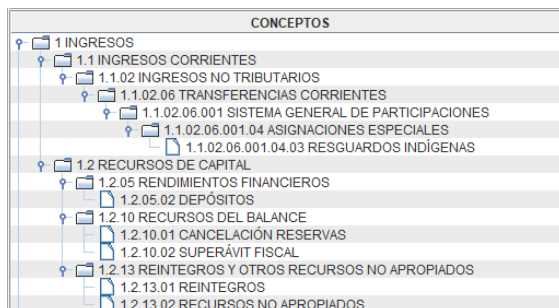 CONCEPTOS
1 INGRESOS
1.1 INGRESOS CORRIENTES
1.1.02 INGRESOS NO TRIBUTARIOS
1.1.02.06 TRANSFERENCIAS CORRIENTES
1.1.02.06.001 SISTEMA GENERAL DE PARTICIPACIONES
1.1.02.06.001.04 ASIGNACIONES ESPECIALES
1.1.02.06.001.04.03 RESGUARDOS INDÍGENAS
1.2 RECURSOS DE CAPITAL
1.2.05 RENDIMIENTOS FINANCIEROS
1.2.05.02 DEPÓSITOS
1.2.10 RECURSOS DEL BALANCE
1.2.10.01 CANCELACIÓN RESERVAS
1.2.10.02 SUPERÁVIT FISCAL
1.2.13 REINTEGROS Y OTROS RECURSOS NO APROPIADOS
1.2.13.01 REINTEGROS
1.2.13.02 RECURSOS NO APROPIADOS